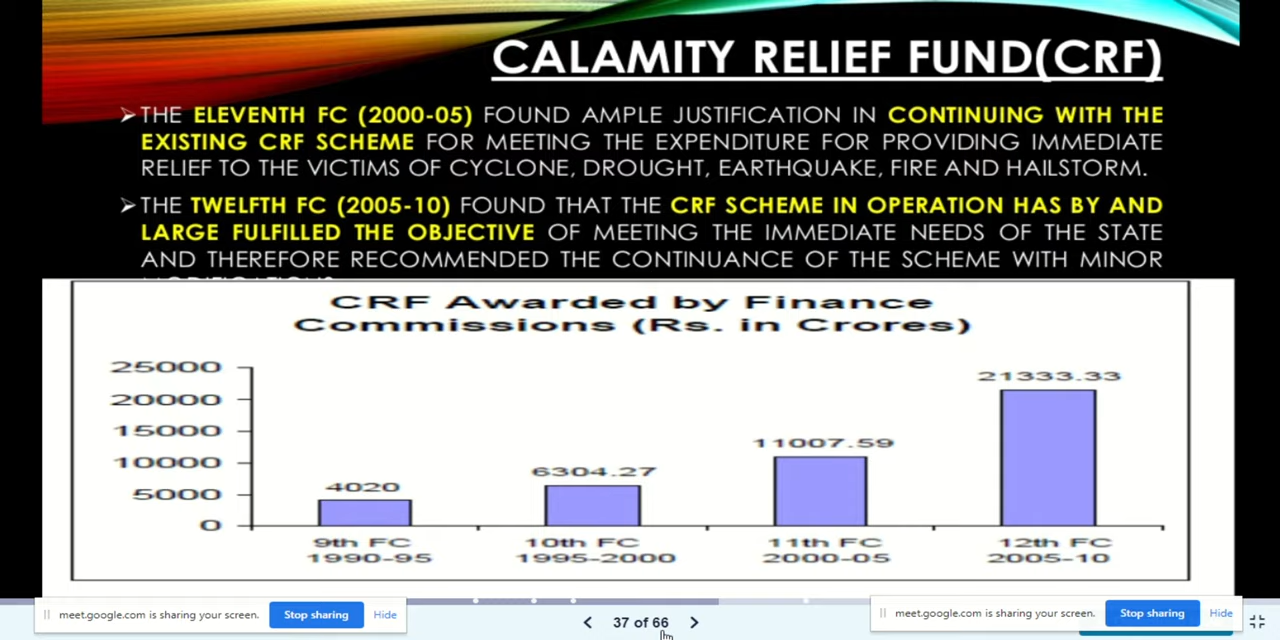 CALAMITY RELIEF FUND(CRF)
➢THE ELEVENTH FC (2000-05) FOUND AMPLE JUSTIFICATION IN CONTINUING WITH THE
EXISTING CRF SCHEME FOR MEETING THE EXPENDITURE FOR PROVIDING IMMEDIATE
RELIEF TO THE VICTIMS OF CYCLONE, DROUGHT, EARTHQUAKE, FIRE AND HAILSTORM.
➢THE TWELFTH FC (2005-10) FOUND THAT THE CRF SCHEME IN OPERATION HAS BY AND
LARGE FULFILLED THE OBJECTIVE OF MEETING THE IMMEDIATE NEEDS OF THE STATE
AND THEREFORE RECOMMENDED THE CONTINUANCE OF THE SCHEME WITH MINOR
CRF Awarded by Finance
Commissions (Rs. in Crores)
25000
20000
15000
10000
5000
0
4020
6304.27
11007.59
21333.33
9th FC
1990-95
10th FC
1995-2000
11th FC
2000-05
12th FC
2005-10
meet.google.com is sharing your screen.
Stop sharing
Hide
37 of 66
meet.google.com is sharing your screen.
Stop sharing
Hide